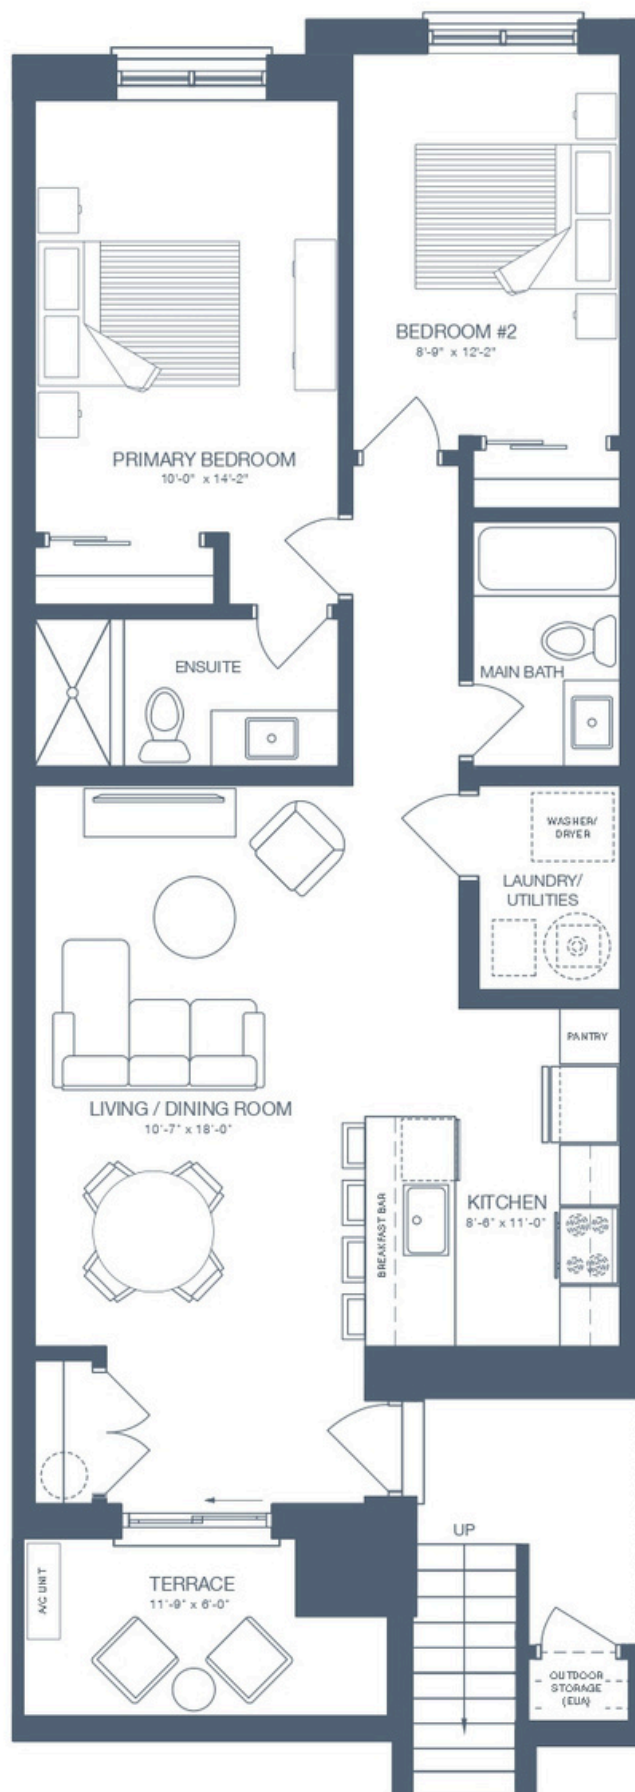 BEDROOM #2
8'-9" x 12'-2"
PRIMARY BEDROOM
10'-0" x 14'-2"
ENSUITE
MAIN BATH
WASHER/
DRYER
LAUNDRY/
UTILITIES
PANTRY
LIVING / DINING ROOM
10'-7" x 18'-0"
KITCHEN
8'-6" x 11'-0"
BREAKFAST BAR
UP
A/C UNIT
TERRACE
11'-9" x 6'-0"
OUTDOOR
STORAGE
(ELIA)